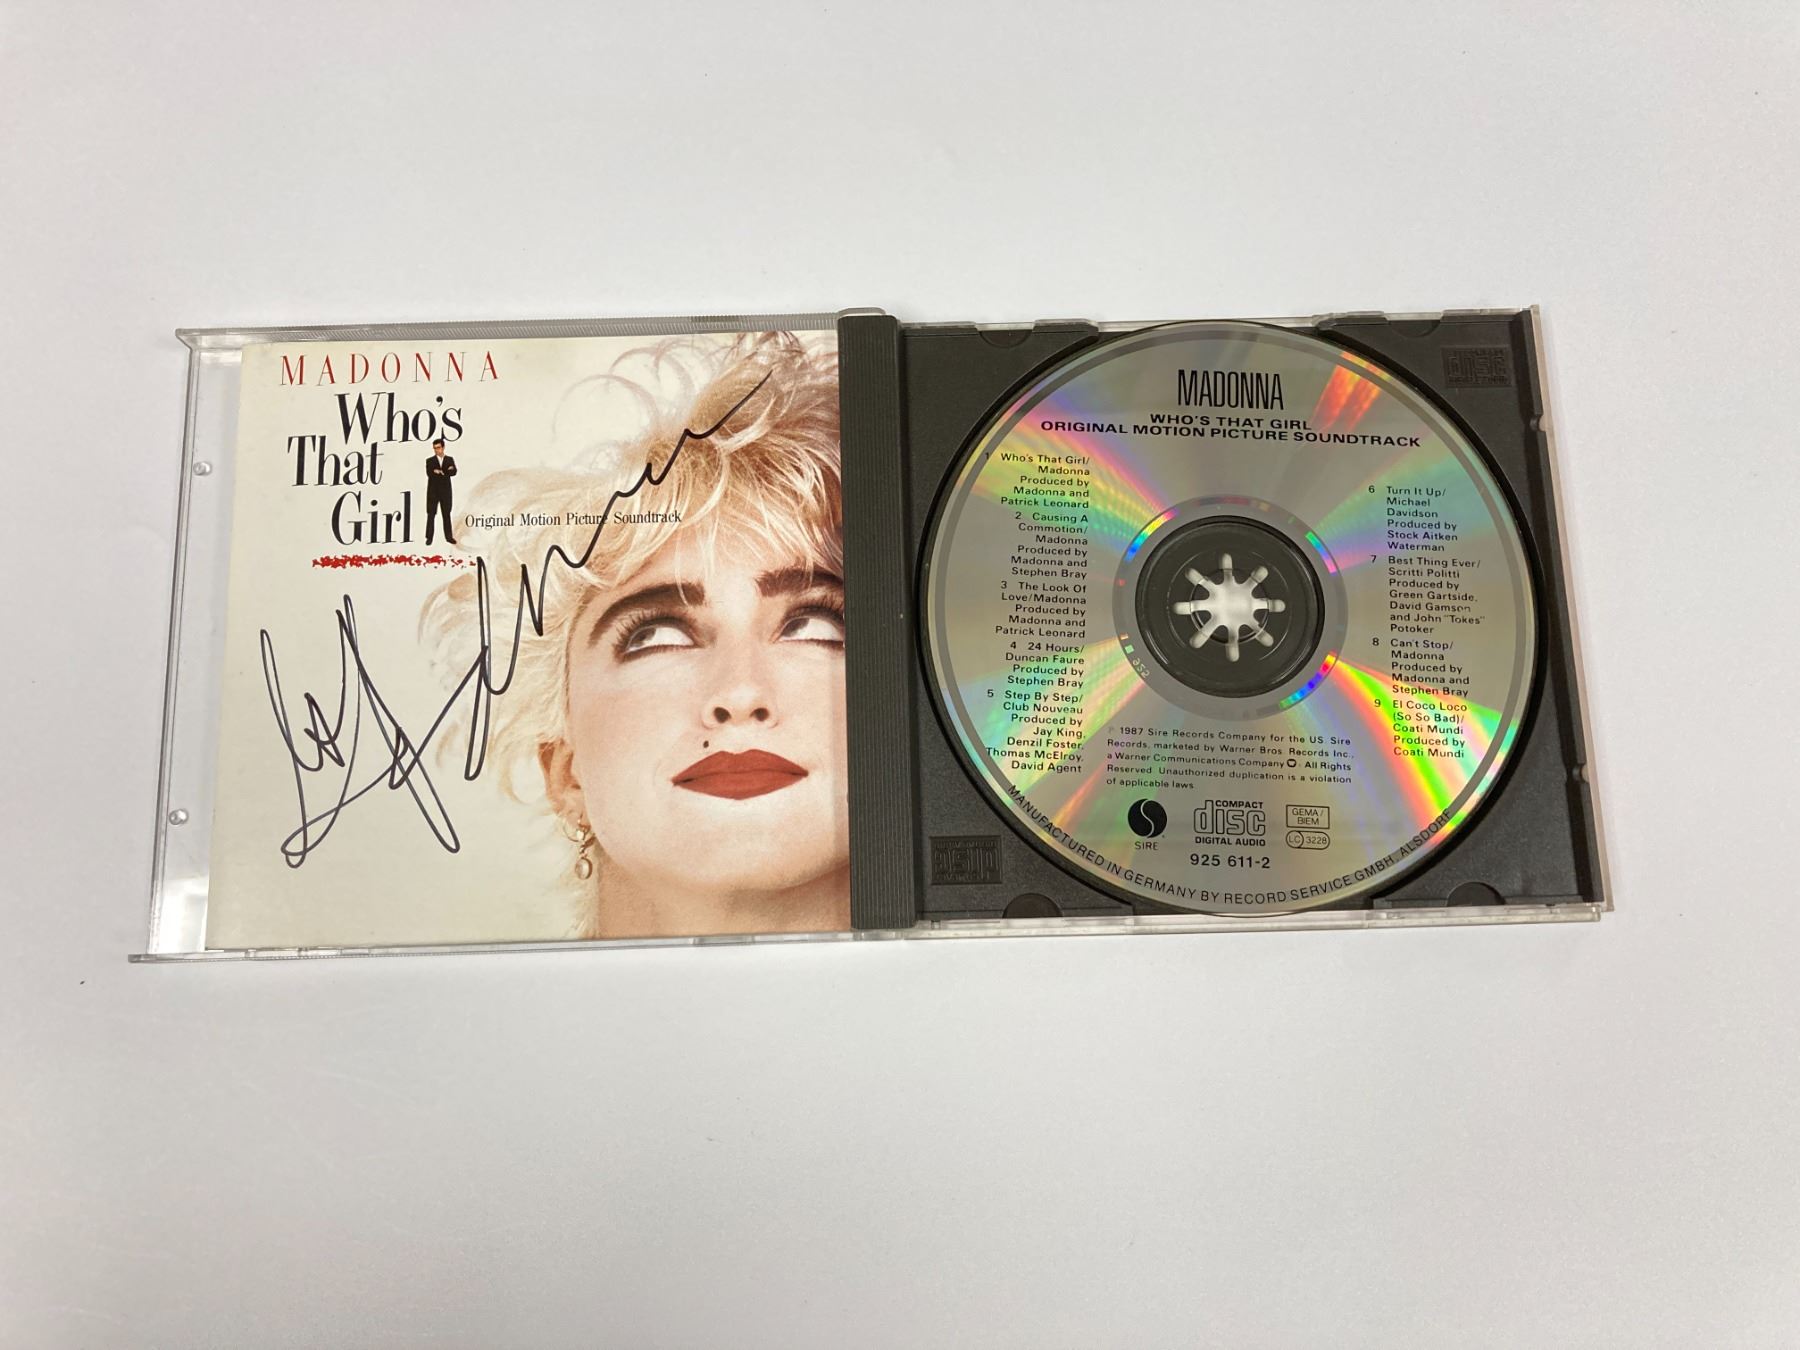 MADONNA
Who's
That
Girl
Original Motion Picture Soundtrack
MADONNA
WHO'S THAT GIRL
ORIGINAL MOTION PICTURE SOUNDTRACK
1 Who's That Girl/
Madonna
Produced by
Madonna and
Patrick Leonard
2 Causing A
Commotion/
Madonna
Produced by
Madonna and
Stephen Bray
3 The Look Of
Love/Madonna
Produced by
Madonna and
Patrick Leonard
4 24 Hours/
Duncan Faure
Produced by
Stephen Bray
5 Step By Step/
Club Nouveau
Produced by
Jay King,
Denzil Foster,
Thomas McElroy,
David Agent
6 Turn It Up/
Michael
Davidson
Produced by
Stock Aitken
Waterman
7 Best Thing Ever/
Scritti Politti
Produced by
Green Gartside,
David Gamson
and John "Tokes"
Potoker
8 Can't Stop/
Madonna
Produced by
Madonna and
Stephen Bray
9 El Coco Loco
(So So Bad)/
Coati Mundi
Produced by
Coati Mundi
℗ 1987 Sire Records Company for the US. Sire
Records, marketed by Warner Bros. Records Inc.,
a Warner Communications Company. All Rights
Reserved. Unauthorized duplication is a violation
of applicable laws.
SIRE
COMPACT
disc
DIGITAL AUDIO
925 611-2
GEMA/
BIEM
LC 3228
MANUFACTURED IN GERMANY BY RECORD SERVICE GMBH, ALSDORF